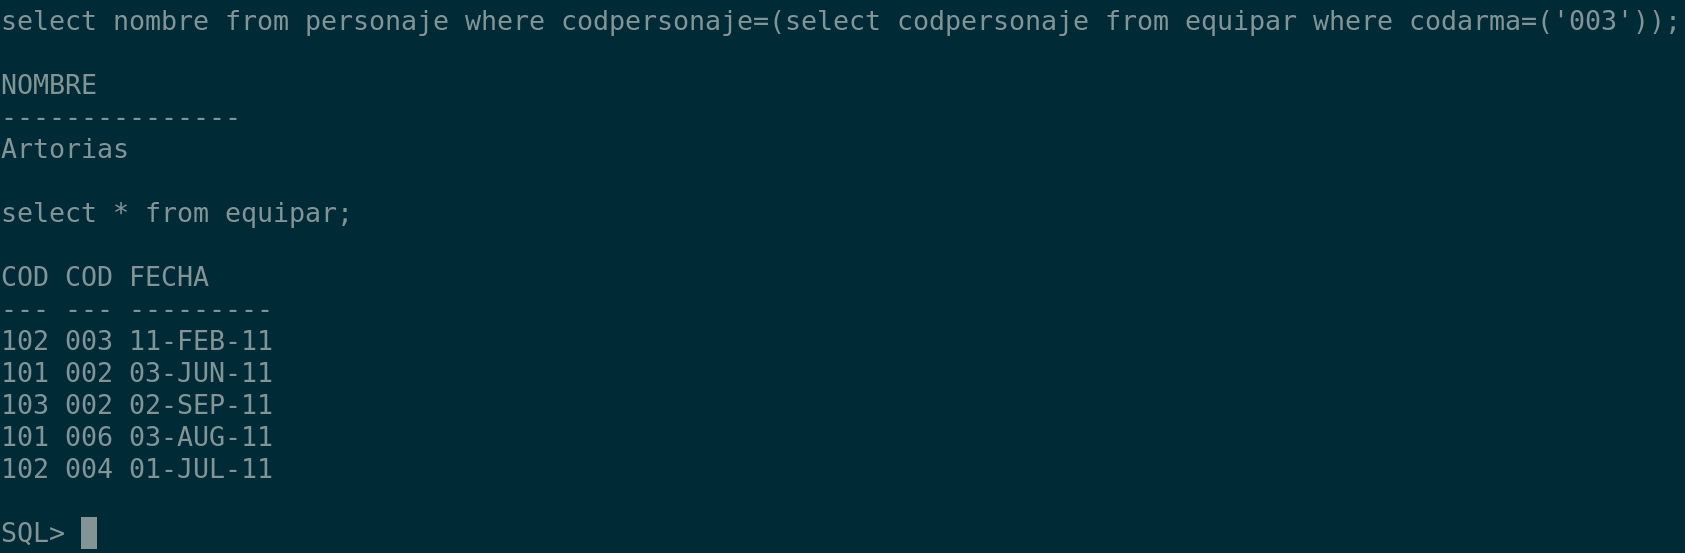 select nombre from personaje where codpersonaje=(select codpersonaje from equipar where codarma=('003'));
NOMBRE
---------------
Artorias
select * from equipar;
COD COD FECHA
--- --- ---------
102 003 11-FEB-11
101 002 03-JUN-11
103 002 02-SEP-11
101 006 03-AUG-11
102 004 01-JUL-11
SQL>